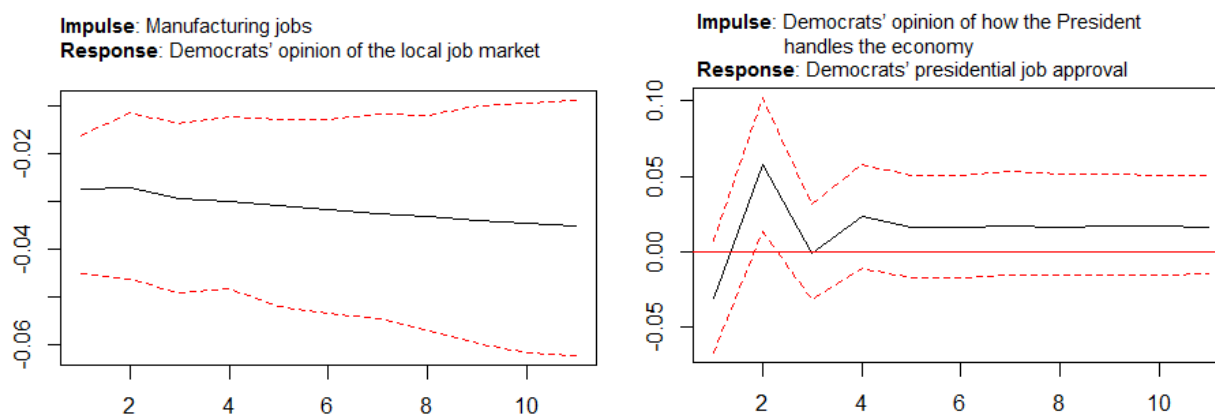 Impulse: Manufacturing jobs
Response: Democrats' opinion of the local job market
-0.02
-0.04
-0.06
2 4 6 8 10
Impulse: Democrats' opinion of how the President
handles the economy
Response: Democrats' presidential job approval
0.10
0.05
0.00
-0.05
2 4 6 8 10